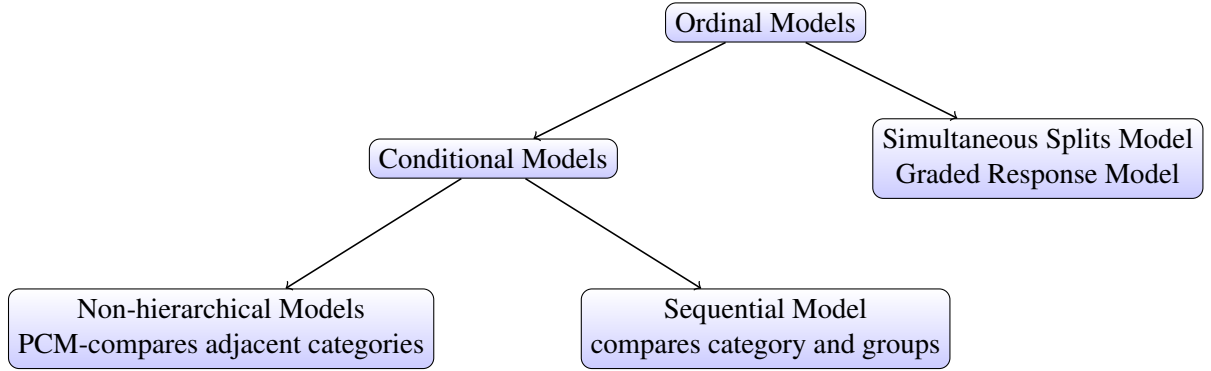 Ordinal Models
Conditional Models
Simultaneous Splits Model
Graded Response Model
Non-hierarchical Models
PCM-compares adjacent categories
Sequential Model
compares category and groups